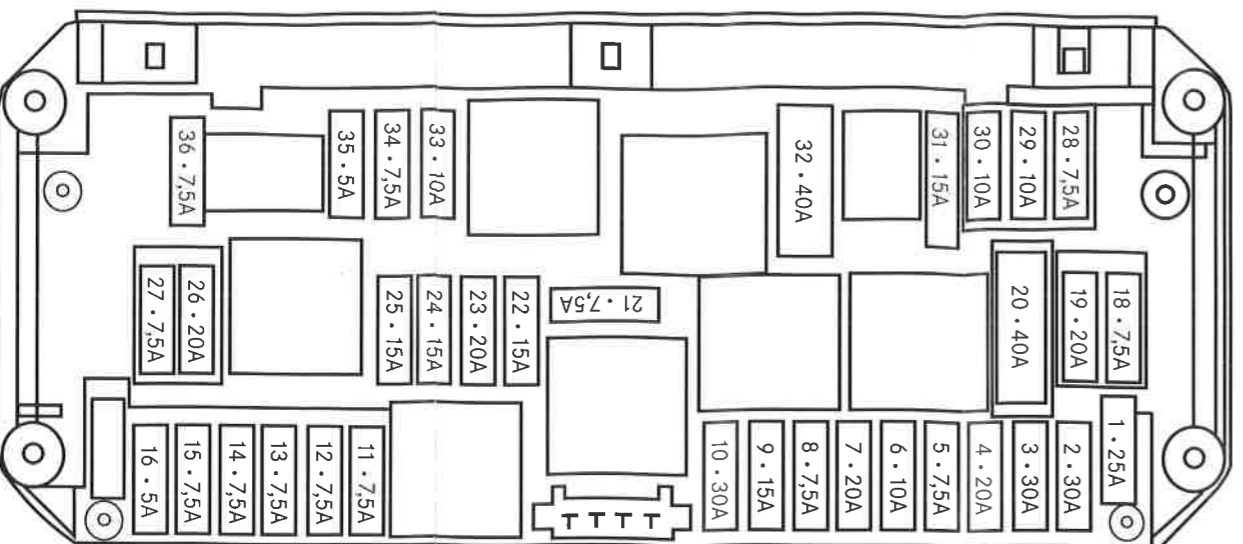 36 • 7,5A
35 • 5A
34 • 7,5A
33 • 10A
32 • 40A
31 • 15A
30 • 10A
29 • 10A
28 • 7,5A
27 • 7,5A
26 • 20A
25 • 15A
24 • 15A
23 • 20A
22 • 15A
21 • 7,5A
20 • 40A
19 • 20A
18 • 7,5A
16 • 5A
15 • 7,5A
14 • 7,5A
13 • 7,5A
12 • 7,5A
11 • 7,5A
10 • 30A
9 • 15A
8 • 7,5A
7 • 20A
6 • 10A
5 • 7,5A
4 • 20A
3 • 30A
2 • 30A
1 • 25A